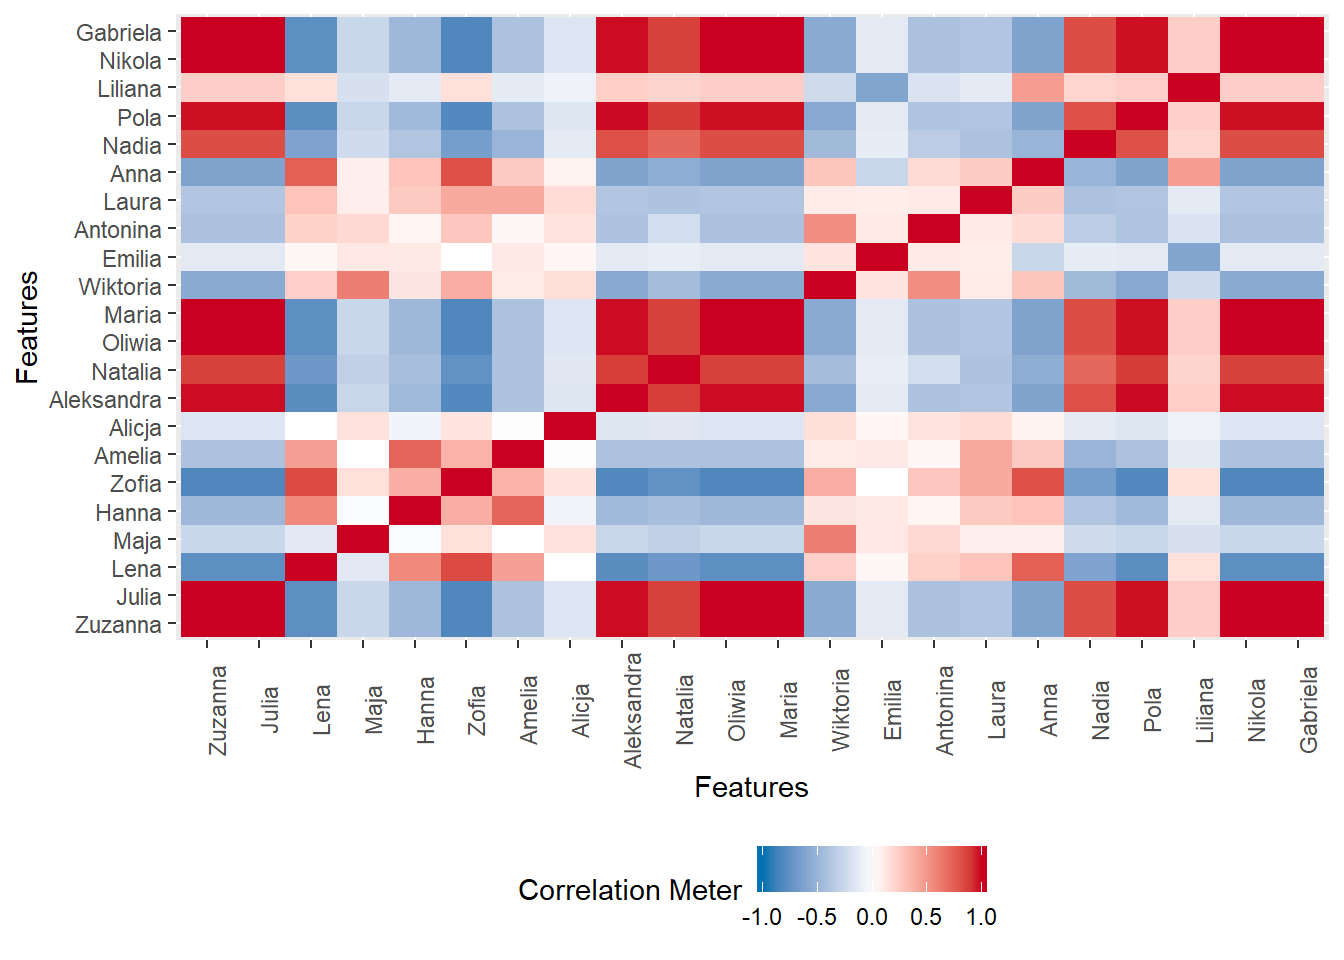 Gabriela
Nikola
Liliana
Pola
Nadia
Anna
Laura
Antonina
Emilia
Wiktoria
Maria
Oliwia
Natalia
Aleksandra
Alicja
Amelia
Zofia
Hanna
Maja
Lena
Julia
Zuzanna
Features
Zuzanna
Julia
Lena
Maja
Hanna
Zofia
Amelia
Alicja
Aleksandra
Natalia
Oliwia
Maria
Wiktoria
Emilia
Antonina
Laura
Anna
Nadia
Pola
Liliana
Nikola
Gabriela
Features
Correlation Meter
-1.0 -0.5 0.0 0.5 1.0